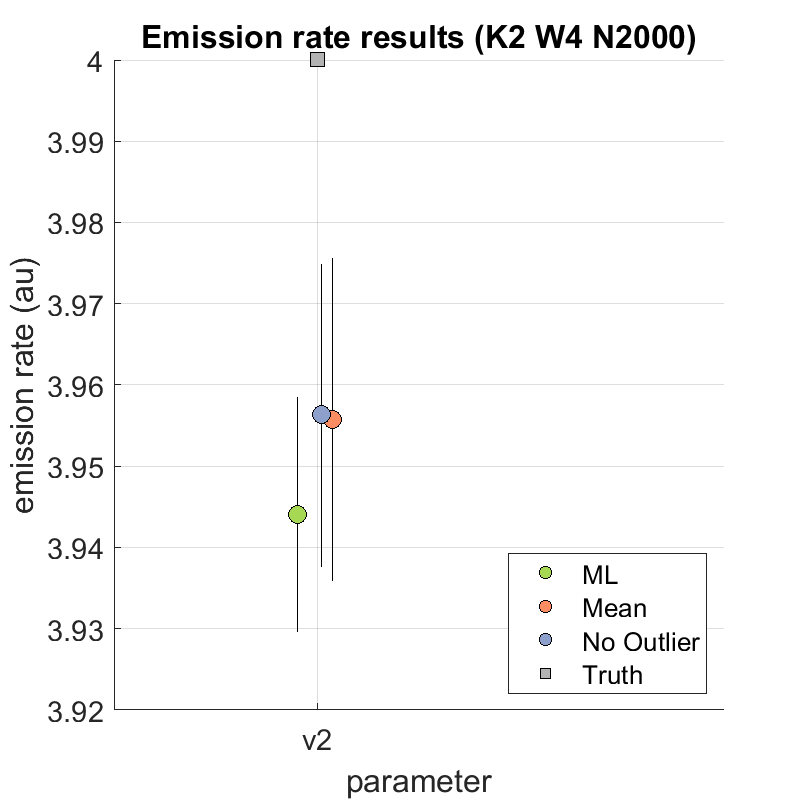 Emission rate results (K2 W4 N2000)
4
3.99
3.98
3.97
3.96
3.95
3.94
3.93
3.92
emission rate (au)
v2
parameter
ML
Mean
No Outlier
Truth